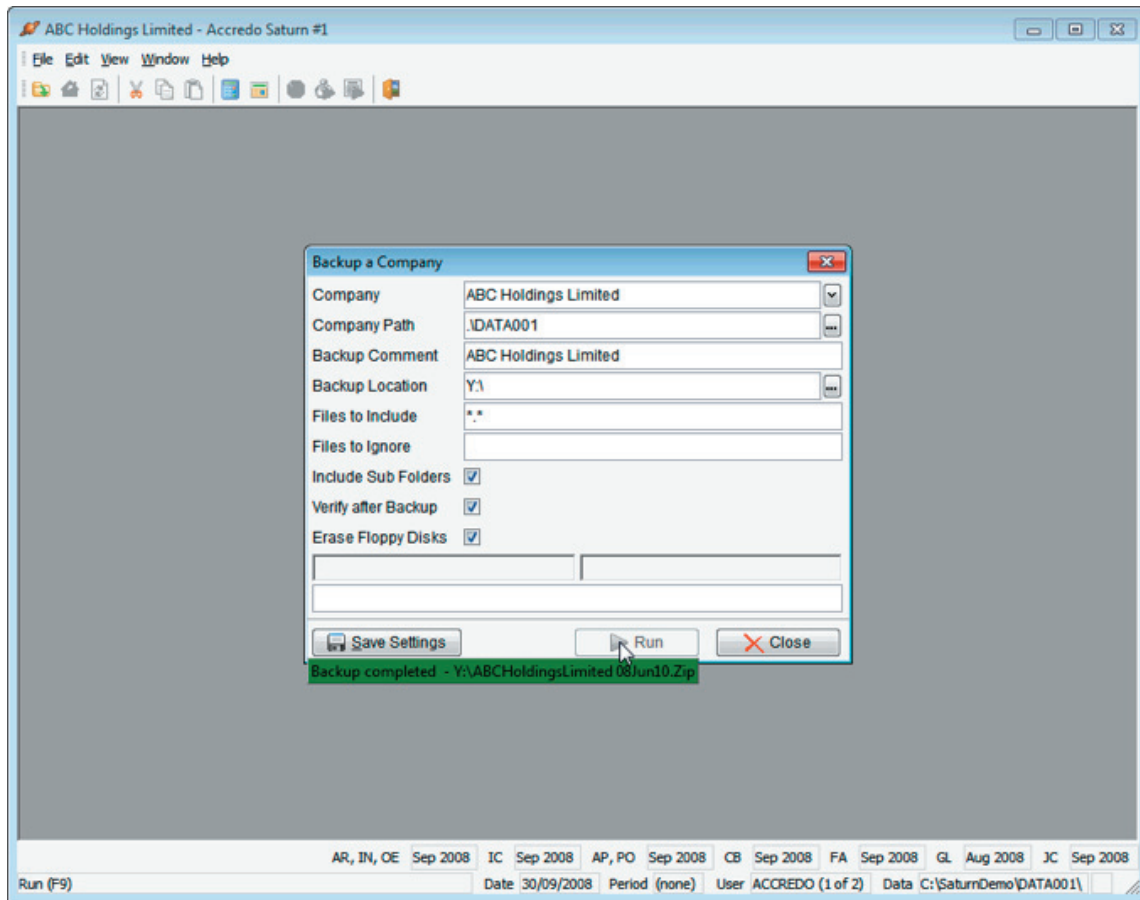 ABC Holdings Limited - Accredo Saturn #1
File Edit View Window Help
Backup a Company
Company ABC Holdings Limited
Company Path .\DATA001
Backup Comment ABC Holdings Limited
Backup Location Y:\
Files to Include *.*
Files to Ignore
Include Sub Folders
Verify after Backup
Erase Floppy Disks
Save Settings Run Close
Backup completed - Y:\ABCHoldingsLimited 08Jun10.Zip
AR, IN, OE Sep 2008 IC Sep 2008 AP, PO Sep 2008 CB Sep 2008 FA Sep 2008 GL Aug 2008 JC Sep 2008
Run (F9) Date 30/09/2008 Period (none) User ACCREDO (1 of 2) Data C:\SaturnDemo\DATA001\